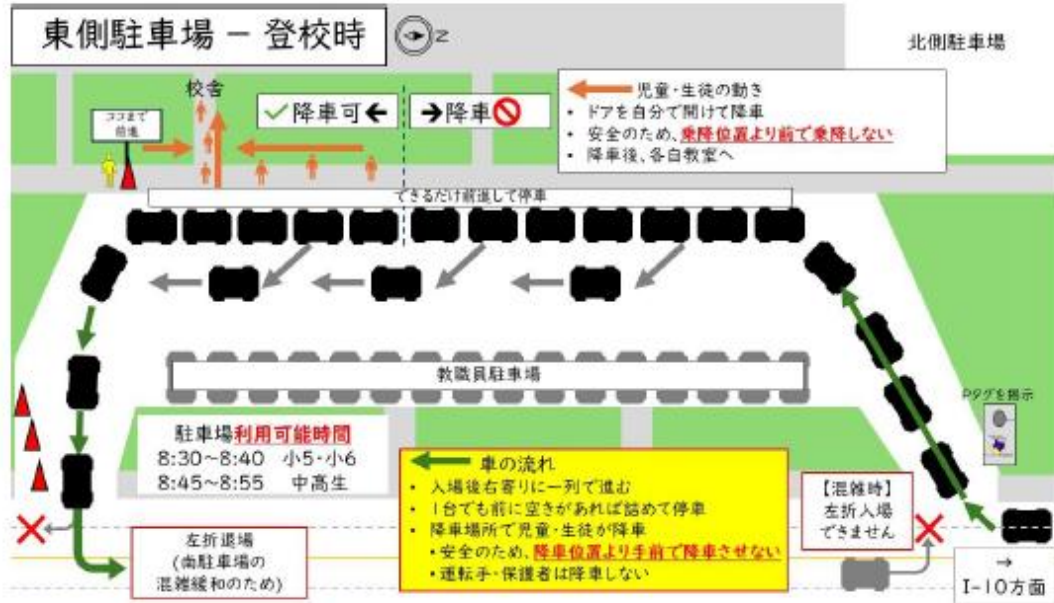 東側駐車場 – 登校時
N
北側駐車場
校舎
ココまで
前進
✓降車可←
→降車🚫
児童・生徒の動き
• ドアを自分で開けて降車
• 安全のため、乗降位置より前で乗降しない
• 降車後、各自教室へ
できるだけ前進して停車
教職員駐車場
Pタグを掲示
駐車場利用可能時間
8:30～8:40 小5・小6
8:45～8:55 中高生
車の流れ
• 入場後右寄りに一列で進む
• 1台でも前に空きがあれば詰めて停車
• 降車場所で児童・生徒が降車
•安全のため、降車位置より手前で降車させない
•運転手・保護者は降車しない
【混雑時】
左折入場
できません
左折退場
(南駐車場の
混雑緩和のため)
→
I-10方面